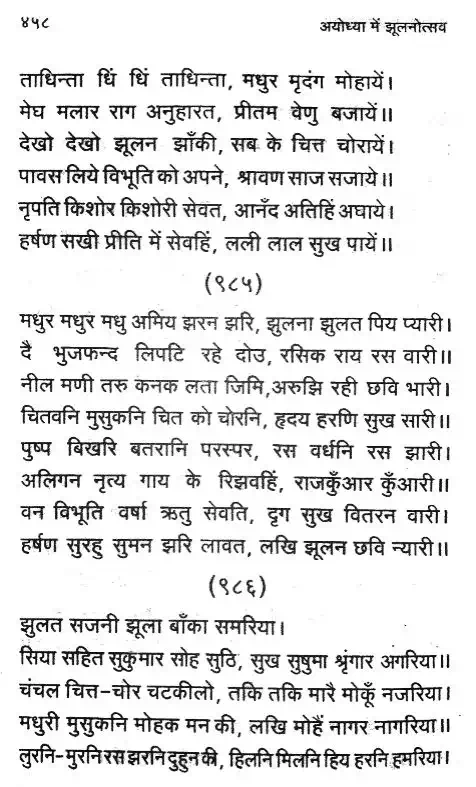 ४५८ अयोध्या में झूलनोत्सव
ताधिन्ता धिं धिं ताधिन्ता, मधुर मृदंग मोहायें।
मेघ मलार राग अनुहारत, प्रीतम वेणु बजायें॥
देखो देखो झूलन झाँकी, सब के चित्त चोरायें।
पावस लिये विभूति को अपने, श्रावण साज सजाये॥
नृपति किशोर किशोरी सेवत, आनँद अतिहिं अघाये।
हर्षण सखी प्रीति में सेवहिं, लली लाल सुख पायें॥
(९८५)
मधुर मधुर मधु अमिय झरन झरि, झुलना झुलत पिय प्यारी।
दै भुजफन्द लिपटि रहे दोउ, रसिक राय रस वारी॥
नील मणी तरु कनक लता जिमि,अरुझि रही छवि भारी।
चितवनि मुसुकनि चित को चोरनि, हृदय हरणि सुख सारी॥
पुष्प बिखरि बतरानि परस्पर, रस वर्धनि रस झारी।
अलिगन नृत्य गाय के रिझवहिं, राजकुँआर कुँआरी॥
वन विभूति वर्षा ऋतु सेवति, दृग सुख वितरन वारी।
हर्षण सुरहु सुमन झरि लावत, लखि झूलन छवि न्यारी॥
(९८६)
झुलत सजनी झूला बाँका समरिया।
सिया सहित सुकुमार सोह सुठि, सुख सुषुमा श्रृंगार अगरिया॥
चंचल चित्त-चोर चटकीलो, तकि तकि मारै मोकूँ नजरिया।
मधुरी मुसुकनि मोहक मन की, लखि मोहैं नागर नागरिया॥
लुरनि-मुरनि रस झरनि दुहुन की, हिलनि मिलनि हिय हरनि हमरिया।